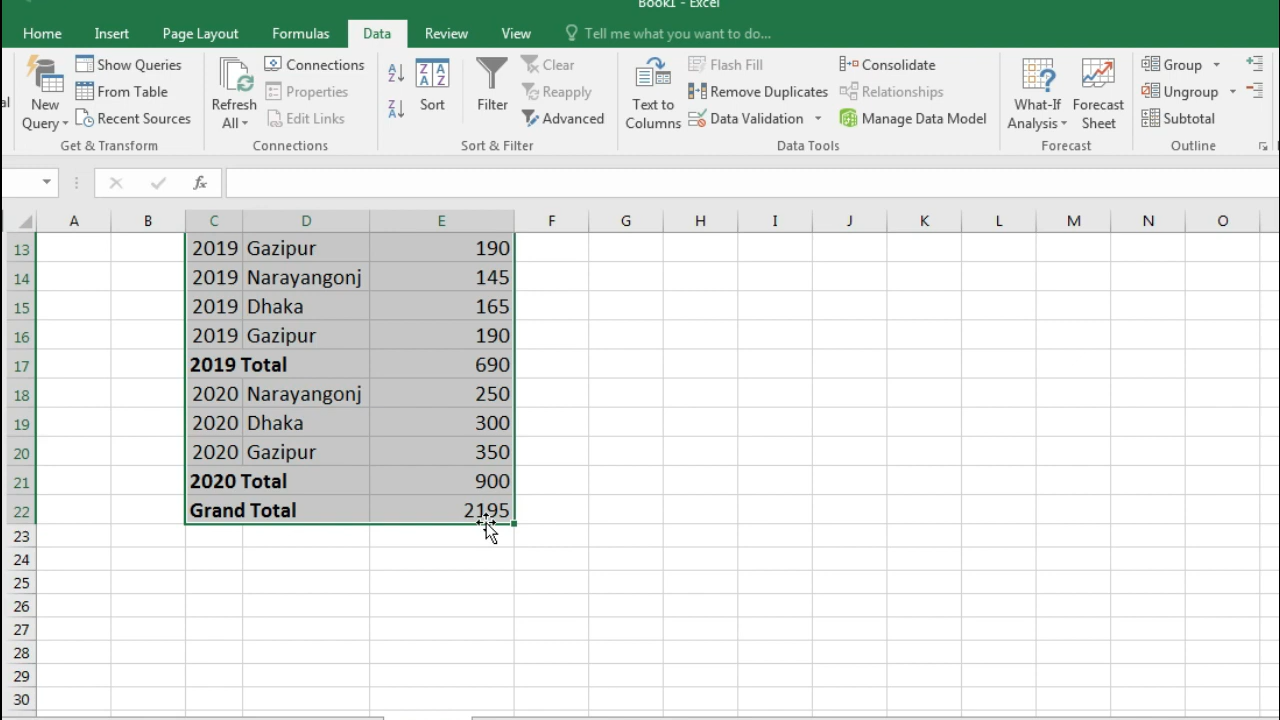 Book1 - Excel
Home Insert Page Layout Formulas Data Review View Tell me what you want to do...
Show Queries Connections Clear Flash Fill Consolidate Group
New From Table Refresh Properties Sort Filter Reapply Text to Remove Duplicates Relationships What-If Forecast Ungroup
Query Recent Sources All Edit Links Advanced Columns Data Validation Manage Data Model Analysis Sheet Subtotal
Get & Transform Connections Sort & Filter Data Tools Forecast Outline
fx
A B C D E F G H I J K L M N O
13 2019 Gazipur 190
14 2019 Narayangonj 145
15 2019 Dhaka 165
16 2019 Gazipur 190
17 2019 Total 690
18 2020 Narayangonj 250
19 2020 Dhaka 300
20 2020 Gazipur 350
21 2020 Total 900
22 Grand Total 2195
23
24
25
26
27
28
29
30